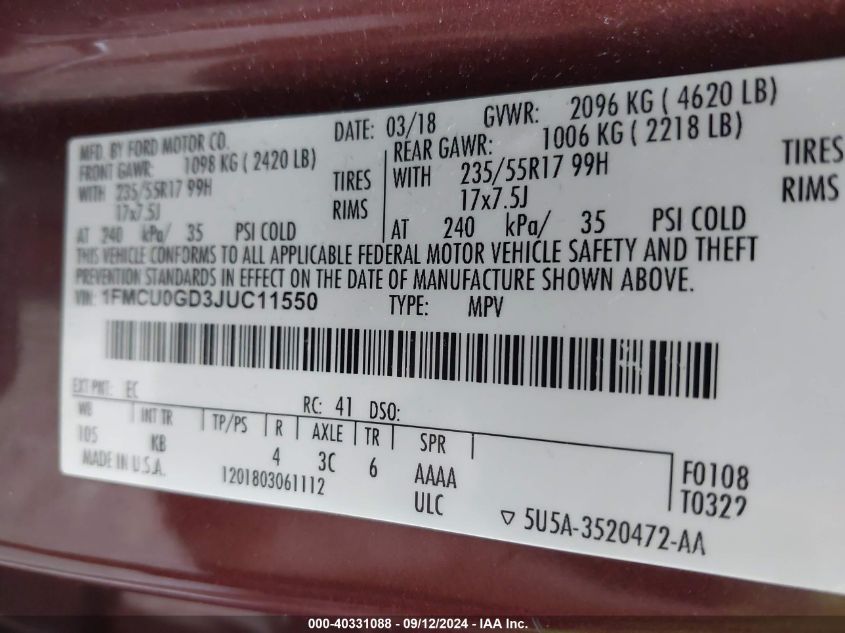 MFD. BY FORD MOTOR CO. DATE: 03/18 GVWR: 2096 KG ( 4620 LB)
FRONT GAWR: 1098 KG ( 2420 LB) REAR GAWR: 1006 KG ( 2218 LB)
WITH 235/55R17 99H TIRES WITH 235/55R17 99H TIRES
17x7.5J RIMS 17x7.5J RIMS
AT 240 kPa/ 35 PSI COLD AT 240 kPa/ 35 PSI COLD
THIS VEHICLE CONFORMS TO ALL APPLICABLE FEDERAL MOTOR VEHICLE SAFETY AND THEFT
PREVENTION STANDARDS IN EFFECT ON THE DATE OF MANUFACTURE SHOWN ABOVE.
VIN: 1FMCU0GD3JUC11550 TYPE: MPV
EXT PNT: EC RC: 41 DSO:
WB INT TR TP/PS R AXLE TR SPR
105 KB 4 3C 6 AAAA F0108
MADE IN U.S.A. 1201803061112 ULC T0322
▽ 5U5A-3520472-AA
000-40331088 - 09/12/2024 - IAA Inc.